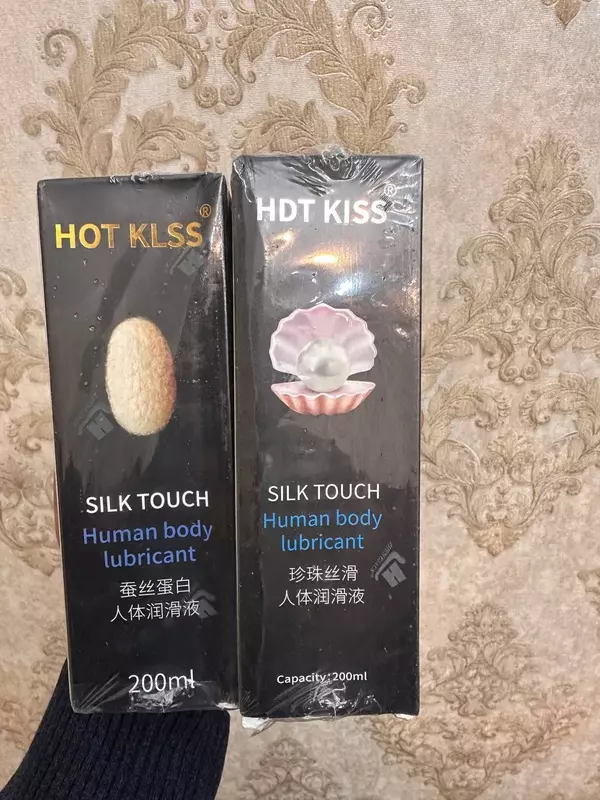 HOT KLSS®
SILK TOUCH
Human body
lubricant
蚕丝蛋白
人体润滑液
200ml
HDT KISS®
SILK TOUCH
Human body
lubricant
珍珠丝滑
人体润滑液
Capacity:200ml